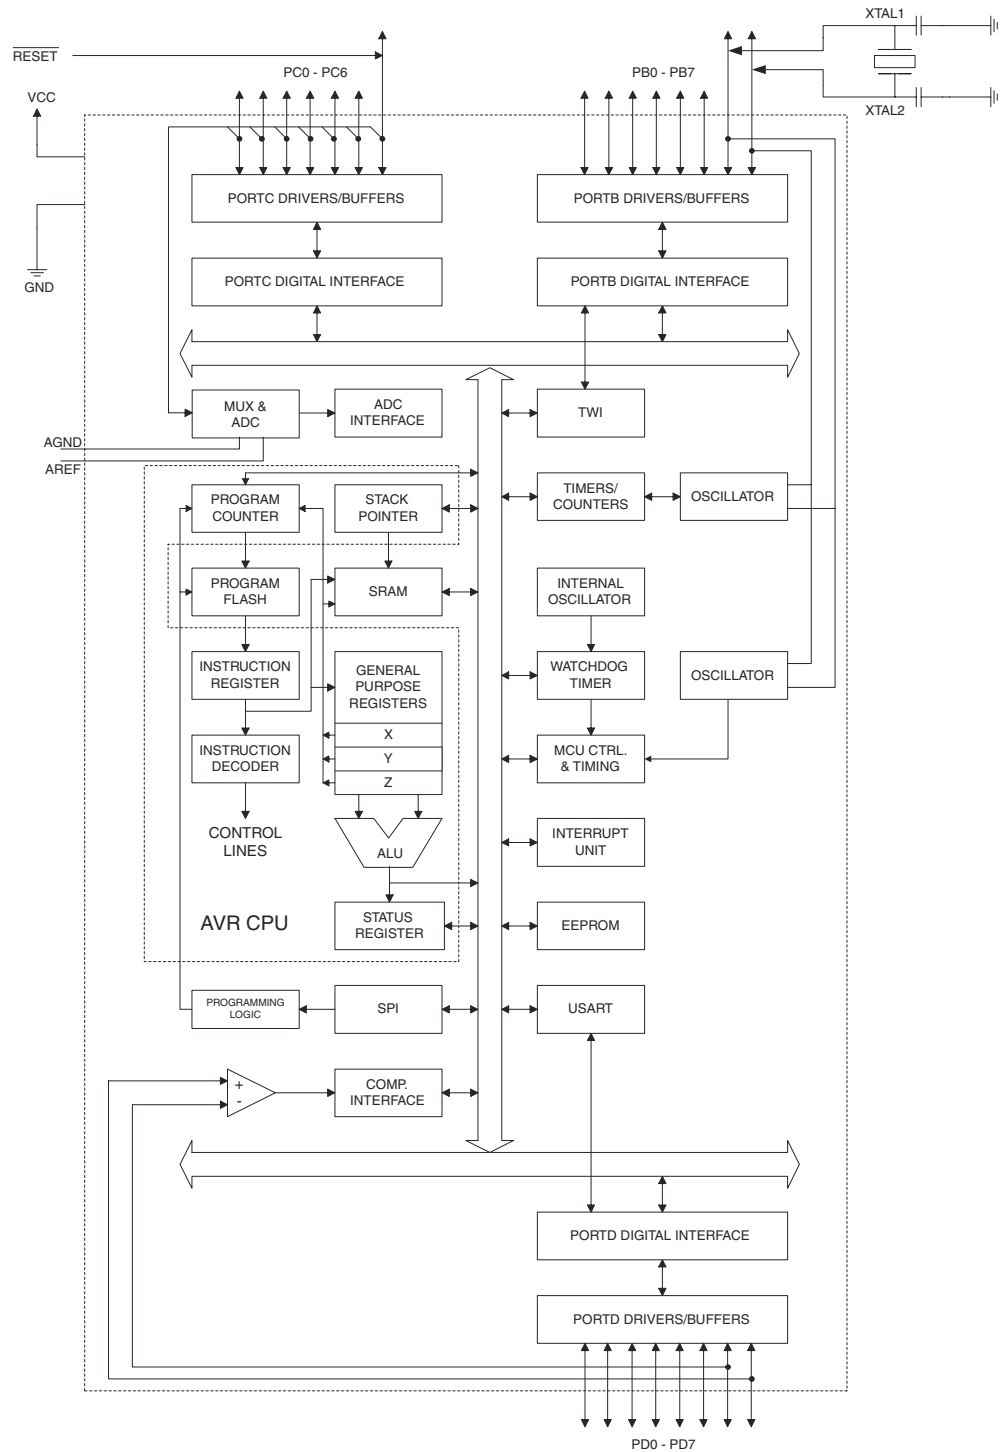 XTAL1
RESET
PC0 - PC6
PB0 - PB7
VCC
XTAL2
PORTC DRIVERS/BUFFERS
PORTB DRIVERS/BUFFERS
PORTC DIGITAL INTERFACE
PORTB DIGITAL INTERFACE
GND
MUX &
ADC
ADC
INTERFACE
TWI
AGND
AREF
PROGRAM
COUNTER
STACK
POINTER
TIMERS/
COUNTERS
OSCILLATOR
PROGRAM
FLASH
SRAM
INTERNAL
OSCILLATOR
INSTRUCTION
REGISTER
GENERAL
PURPOSE
REGISTERS
WATCHDOG
TIMER
OSCILLATOR
X
Y
Z
INSTRUCTION
DECODER
MCU CTRL.
& TIMING
CONTROL
LINES
ALU
INTERRUPT
UNIT
AVR CPU
STATUS
REGISTER
EEPROM
PROGRAMMING
LOGIC
SPI
USART
+
-
COMP.
INTERFACE
PORTD DIGITAL INTERFACE
PORTD DRIVERS/BUFFERS
PD0 - PD7